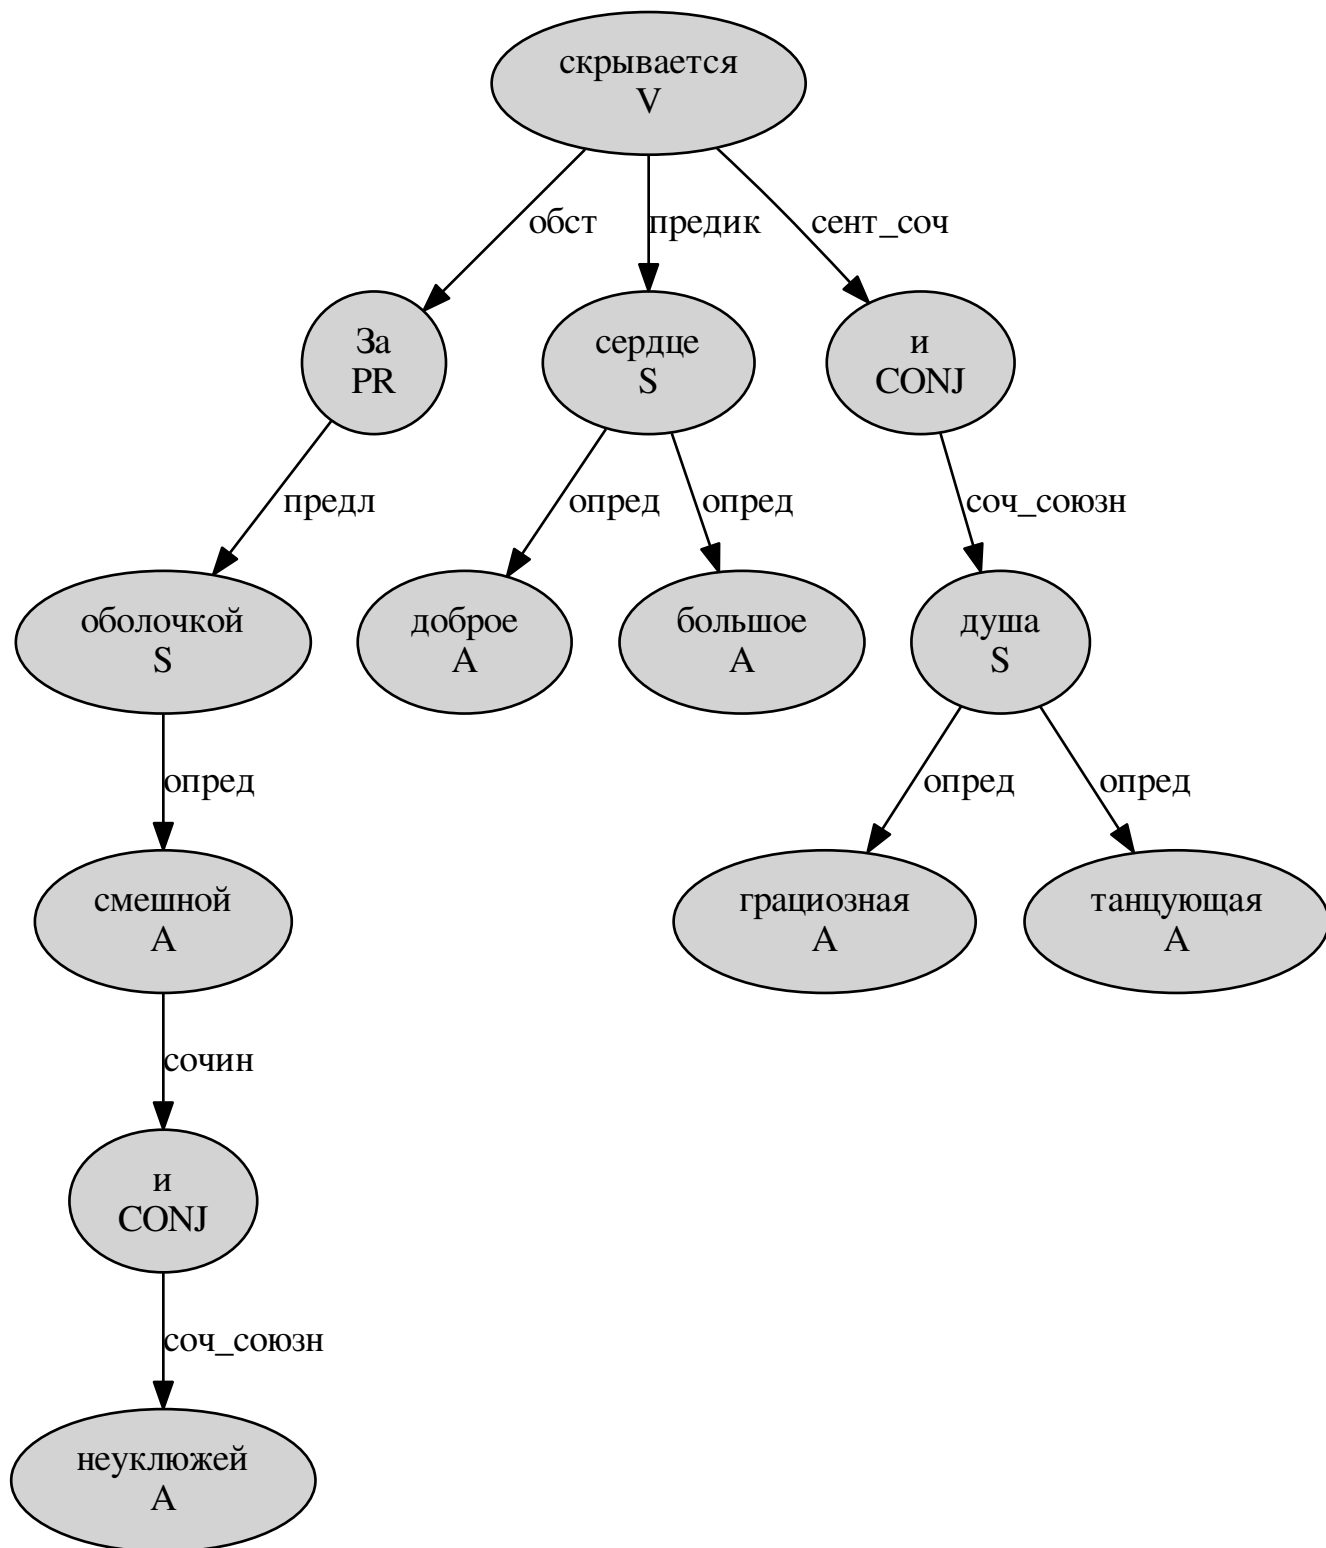 скрывается
V
обст
предик
сент_соч
За
PR
сердце
S
и
CONJ
предл
опред
опред
соч_союзн
оболочкой
S
доброе
A
большое
A
душа
S
опред
опред
опред
смешной
A
грациозная
A
танцующая
A
сочин
и
CONJ
соч_союзн
неуклюжей
A